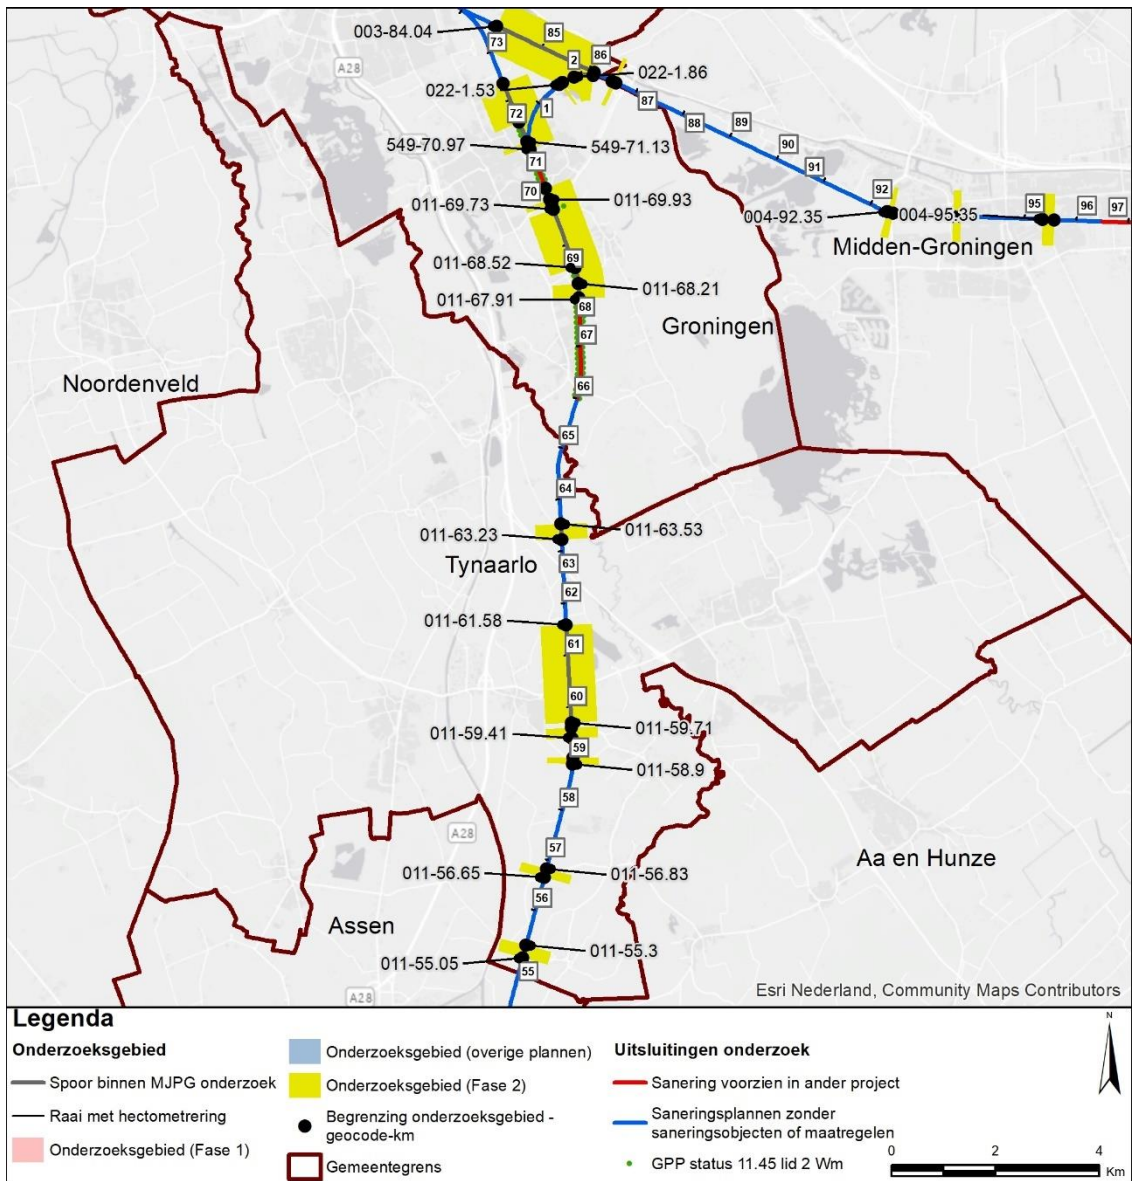 003-84.04
85
73
A28
2
86
022-1.86
022-1.53
1
87
72
88
89
549-70.97
549-71.13
90
71
91
70
92
011-69.73
011-69.93
004-92.35
004-95.35
95
96
97
Midden-Groningen
69
011-68.52
011-68.21
011-67.91
68
67
Groningen
Noordenveld
66
65
64
011-63.53
011-63.23
Tynaarlo
63
62
011-61.58
61
60
011-59.71
011-59.41
59
011-58.9
58
A28
57
011-56.65
011-56.83
Aa en Hunze
56
Assen
011-55.3
011-55.05
55
A28
Esri Nederland, Community Maps Contributors
Legenda
Onderzoeksgebied
Spoor binnen MJPG onderzoek
Raai met hectometrering
Onderzoeksgebied (Fase 1)
Onderzoeksgebied (overige plannen)
Onderzoeksgebied (Fase 2)
Begrenzing onderzoeksgebied -
geocode-km
Gemeentegrens
Uitsluitingen onderzoek
Sanering voorzien in ander project
Saneringsplannen zonder
saneringsobjecten of maatregelen
GPP status 11.45 lid 2 Wm
N
0 2 4
Km